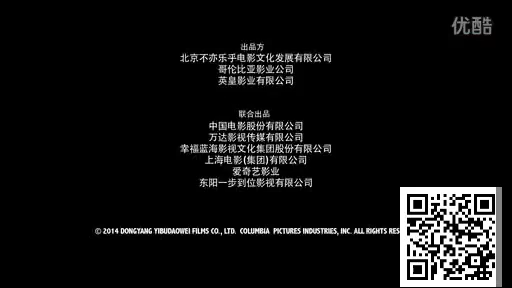 优酷
出品方
北京不亦乐乎电影文化发展有限公司
哥伦比亚影业公司
英皇影业有限公司
联合出品
中国电影股份有限公司
万达影视传媒有限公司
幸福蓝海影视文化集团股份有限公司
上海电影(集团)有限公司
爱奇艺影业
东阳一步到位影视有限公司
© 2014 DONGYANG YIBUDAOWEI FILMS CO., LTD. COLUMBIA PICTURES INDUSTRIES, INC. ALL RIGHTS RES